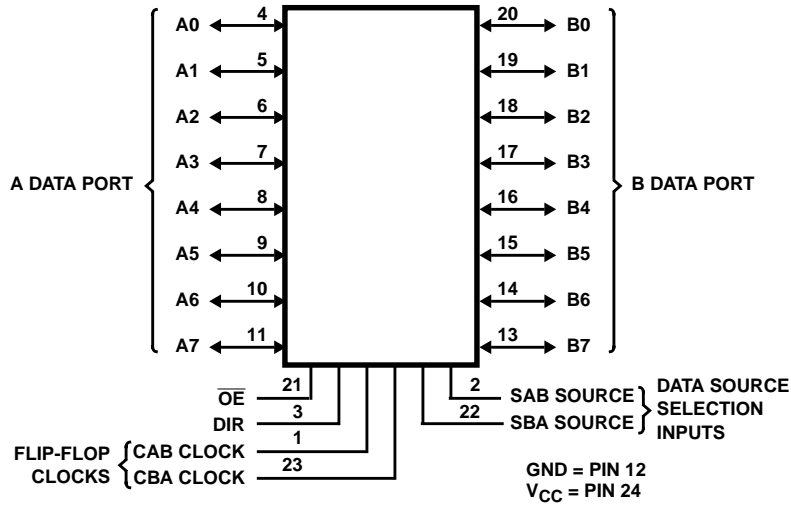 A0 4 20 B0
A1 5 19 B1
A2 6 18 B2
A3 7 17 B3
A DATA PORT B DATA PORT
A4 8 16 B4
A5 9 15 B5
A6 10 14 B6
A7 11 13 B7
OE 21 2 SAB SOURCE
DIR 3 22 SBA SOURCE
DATA SOURCE
SELECTION
INPUTS
FLIP-FLOP
CLOCKS
CAB CLOCK 1
CBA CLOCK 23
GND = PIN 12
VCC = PIN 24